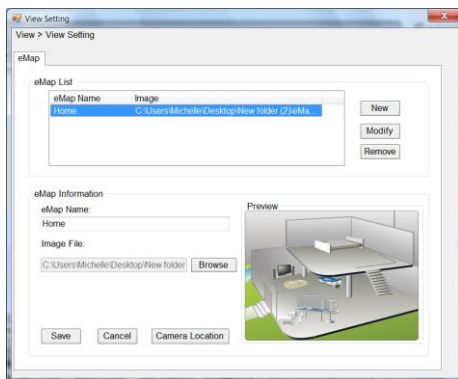 View Setting
View > View Setting
eMap
eMap List
eMap Name Image
Home C:\Users\Michelle\Desktop\New folder (2)\eMa...
New
Modify
Remove
eMap Information
eMap Name:
Home
Image File:
C:\Users\Michelle\Desktop\New folder
Browse
Preview
Save Cancel Camera Location